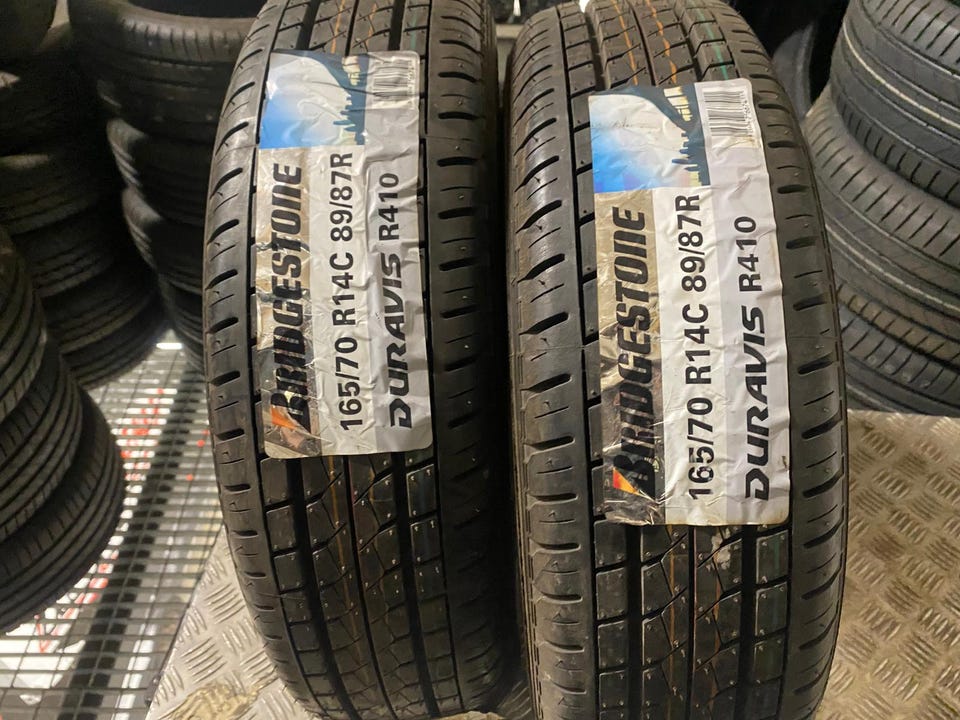 BRIDGESTONE
165/70 R14C 89/87R
DURAVIS R410
BRIDGESTONE
165/70 R14C 89/87R
DURAVIS R410